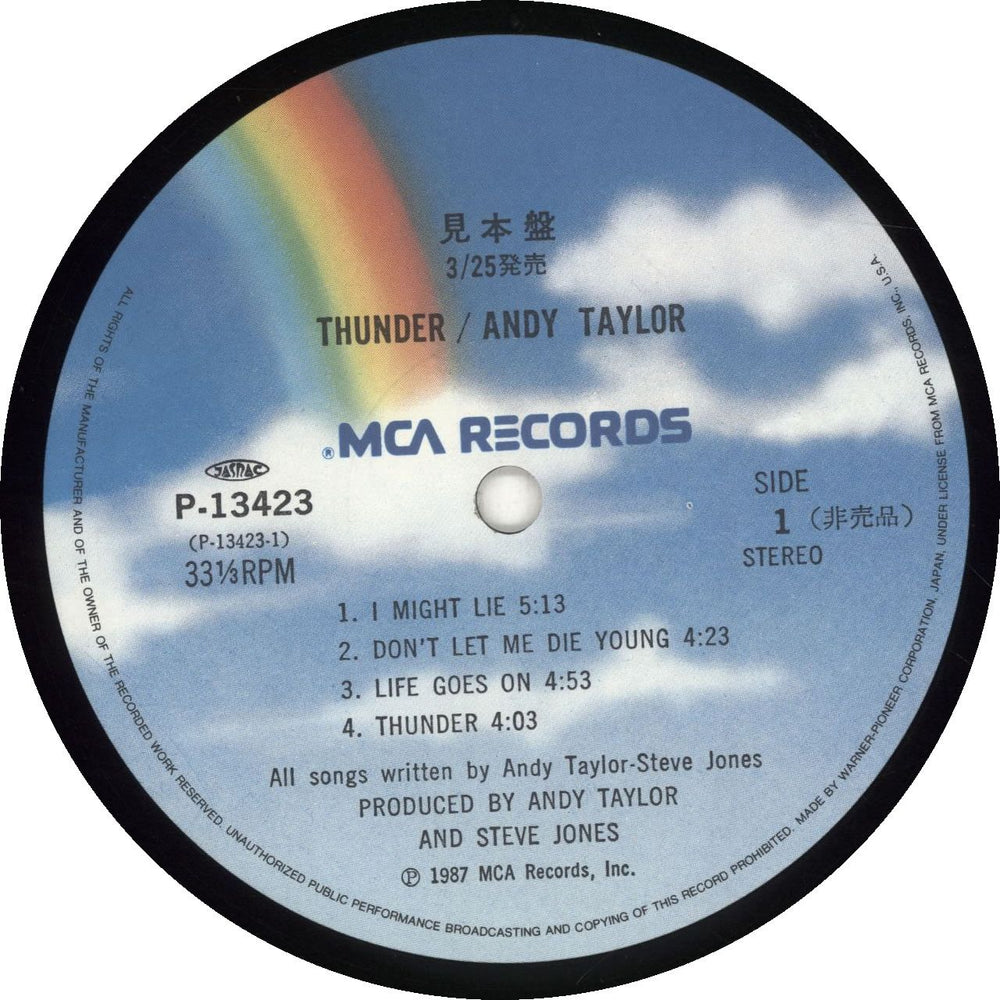 見本盤
3/25発売
THUNDER / ANDY TAYLOR
® MCA RECORDS
JASRAC
P-13423
(P-13423-1)
33⅓RPM
SIDE
1 (非売品)
STEREO
1. I MIGHT LIE 5:13
2. DON'T LET ME DIE YOUNG 4:23
3. LIFE GOES ON 4:53
4. THUNDER 4:03
All songs written by Andy Taylor-Steve Jones
PRODUCED BY ANDY TAYLOR
AND STEVE JONES
Ⓟ 1987 MCA Records, Inc.
ALL RIGHTS OF THE MANUFACTURER AND OF THE OWNER OF THE RECORDED WORK RESERVED. UNAUTHORIZED PUBLIC PERFORMANCE BROADCASTING AND COPYING OF THIS RECORD PROHIBITED. MADE BY WARNER-PIONEER CORPORATION, JAPAN, UNDER LICENSE FROM MCA RECORDS, INC., U.S.A.